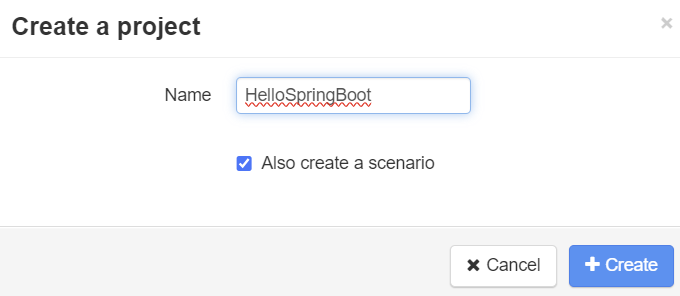 Create a project
×
Name
HelloSpringBoot
Also create a scenario
Cancel
Create